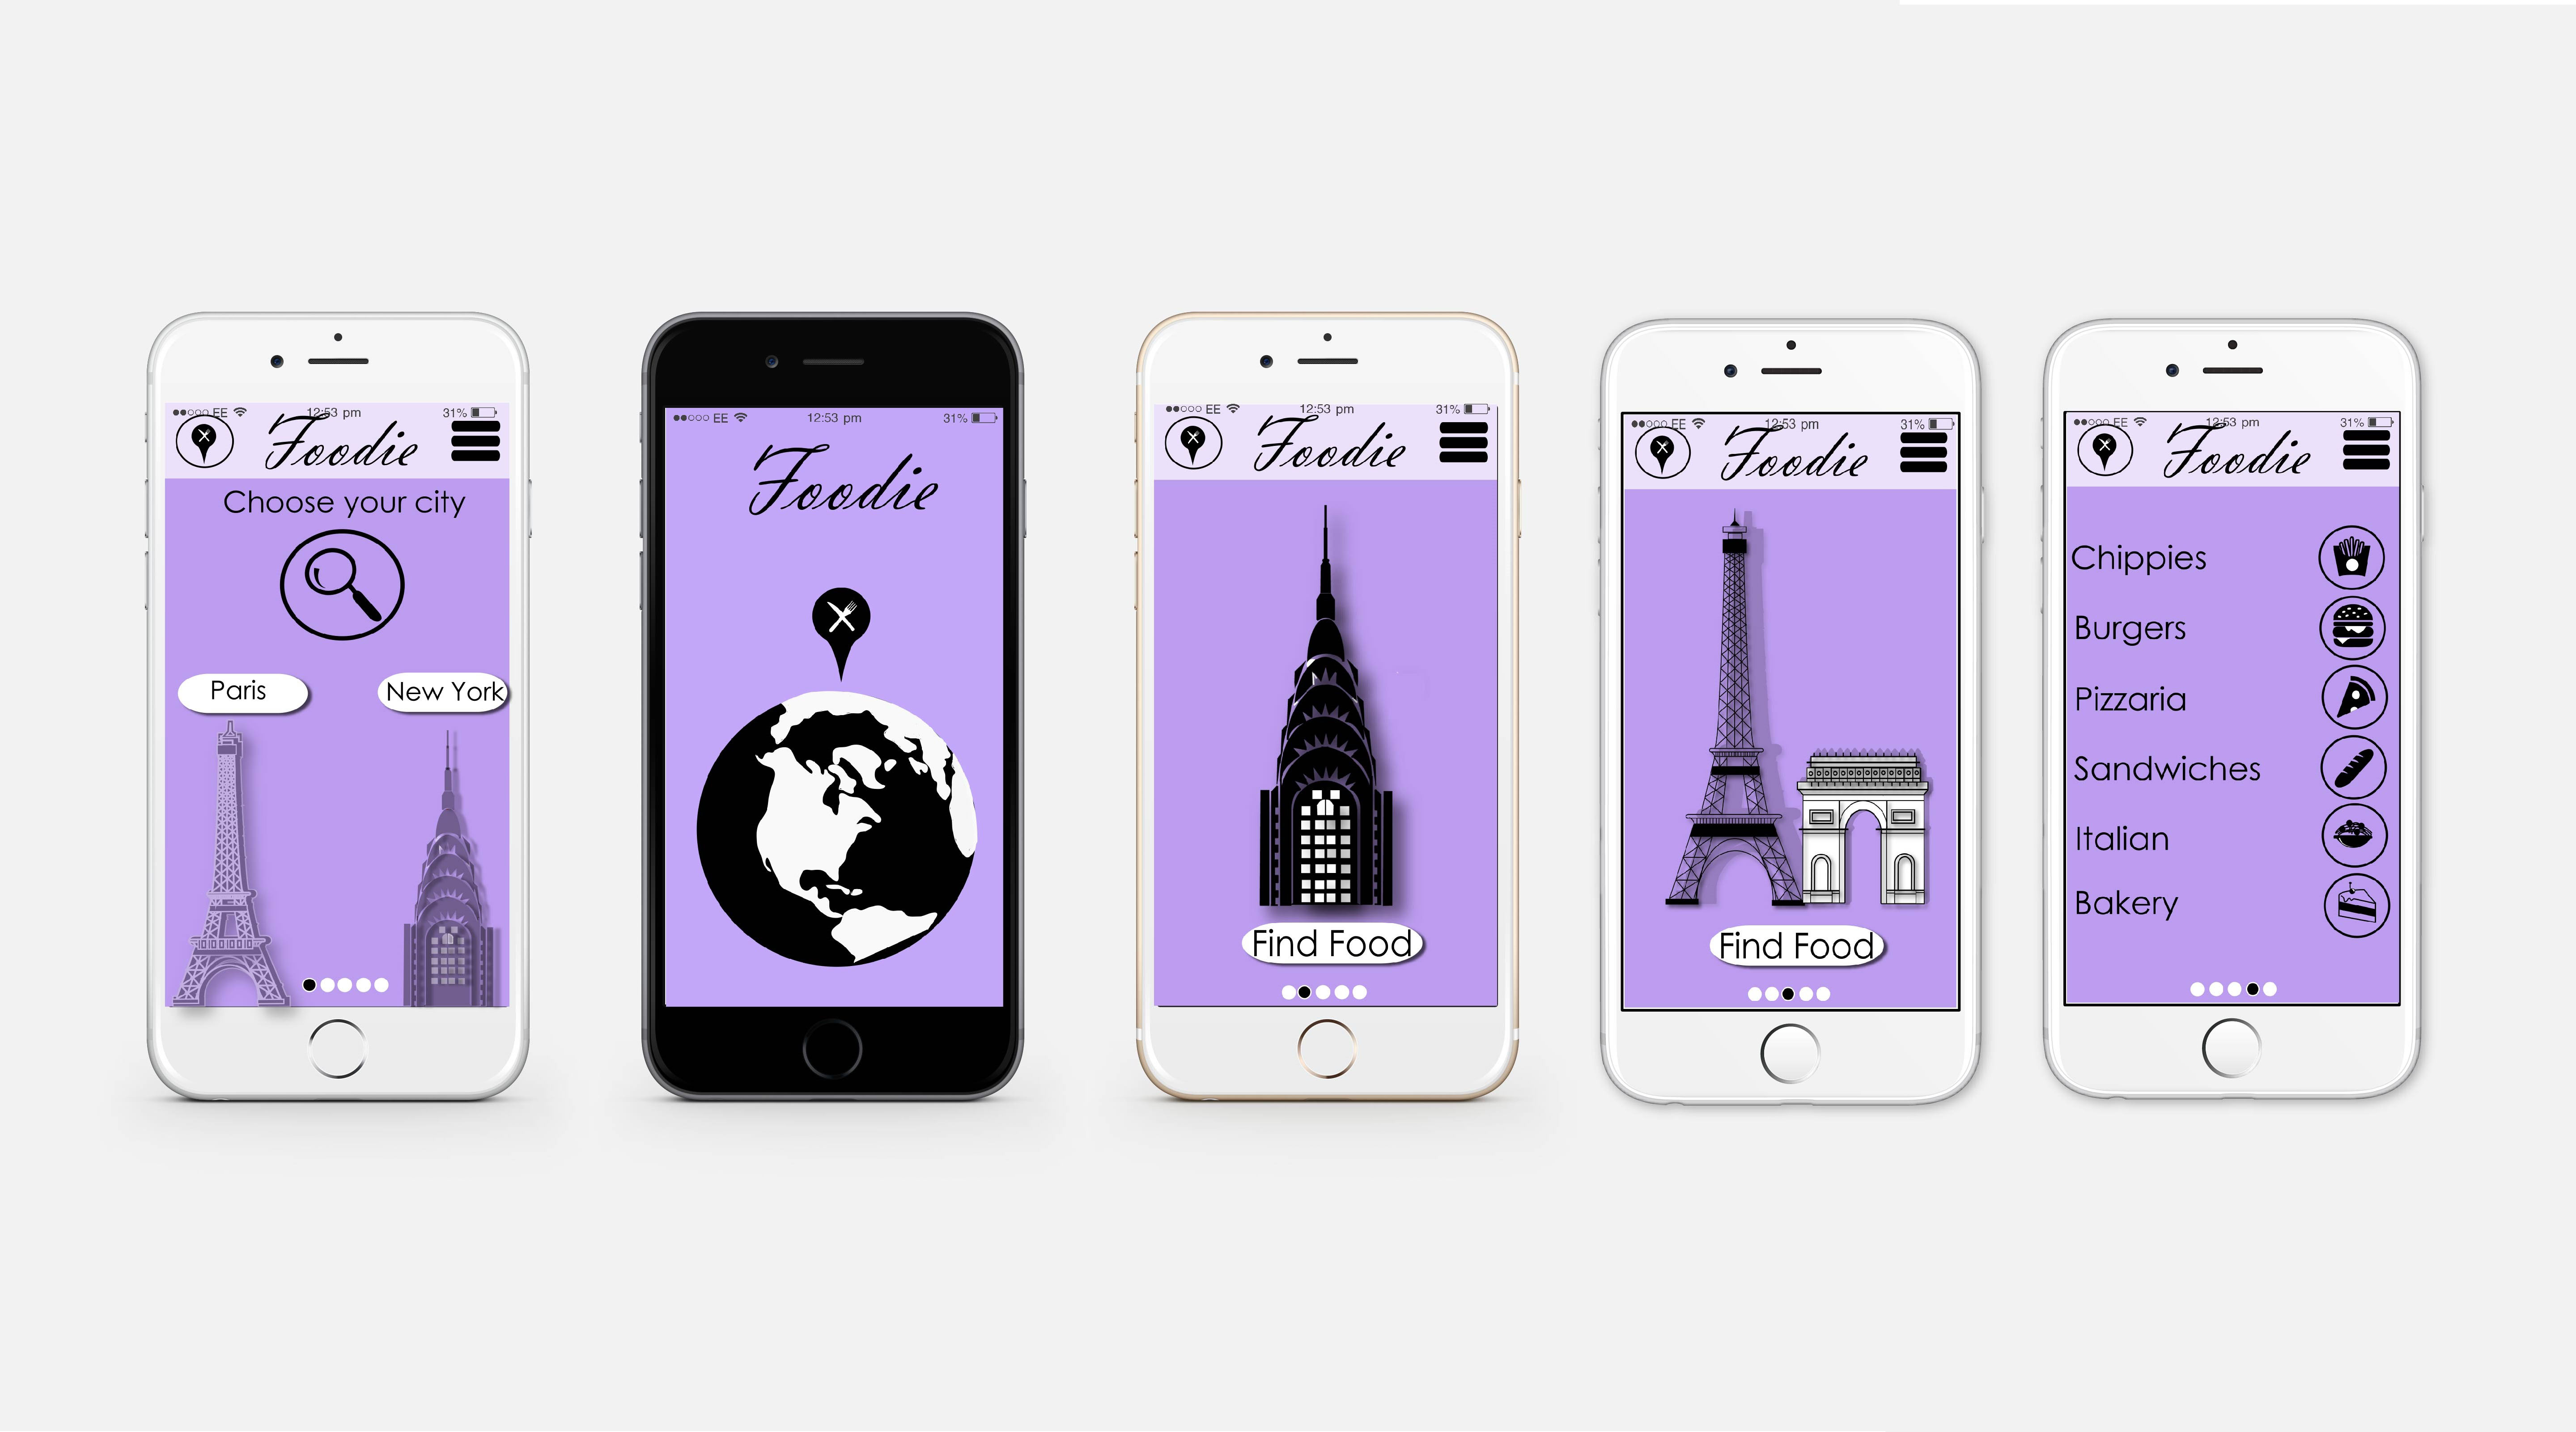 EE 12:53 pm 31%
Foodie
Choose your city
Paris
New York
EE 12:53 pm 31%
Foodie
EE 12:53 pm 31%
Foodie
Find Food
EE 12:53 pm 31%
Foodie
Find Food
EE 12:53 pm 31%
Foodie
Chippies
Burgers
Pizzaria
Sandwiches
Italian
Bakery